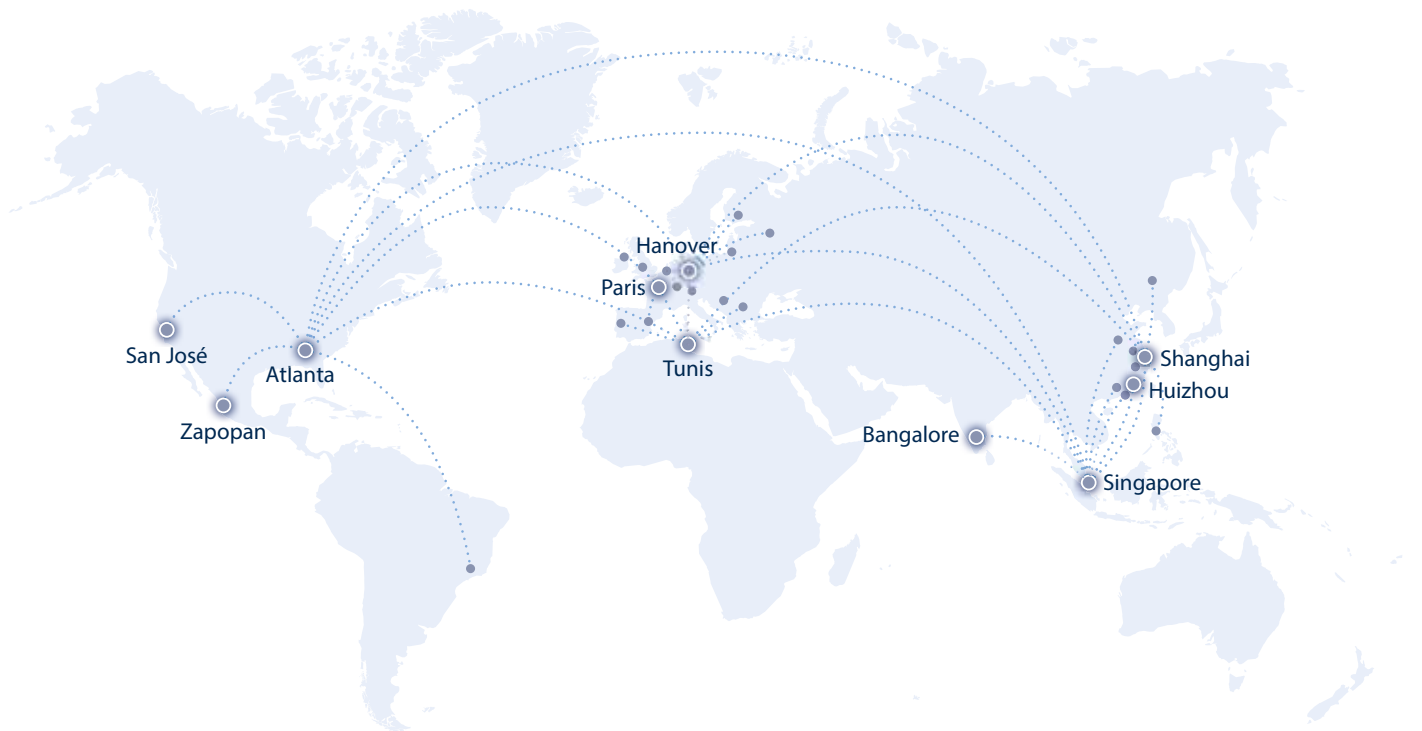 Hanover
Paris
San José
Atlanta
Tunis
Shanghai
Huizhou
Zapopan
Bangalore
Singapore